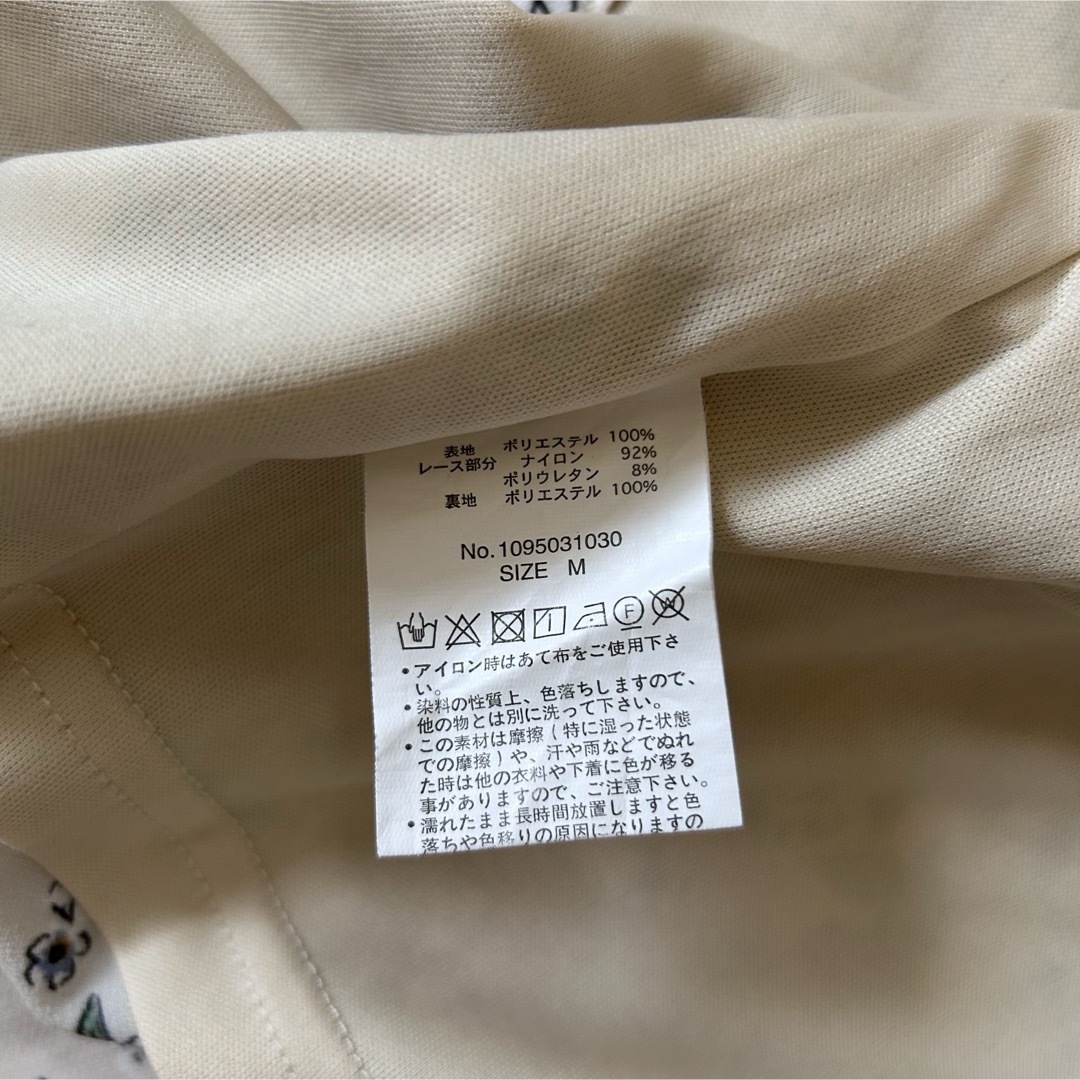 表地 ポリエステル 100%
レース部分 ナイロン 92%
ポリウレタン 8%
裏地 ポリエステル 100%
No.1095031030
SIZE M
F W
・アイロン時はあて布をご使用下さ
い。
・染料の性質上、色落ちしますので、
他の物とは別に洗って下さい。
・この素材は摩擦(特に湿った状態
での摩擦)や、汗や雨などでぬれ
た時は他の衣料や下着に色が移る
事がありますので、ご注意下さい。
・濡れたまま長時間放置しますと色
落ちや色移りの原因になりますの